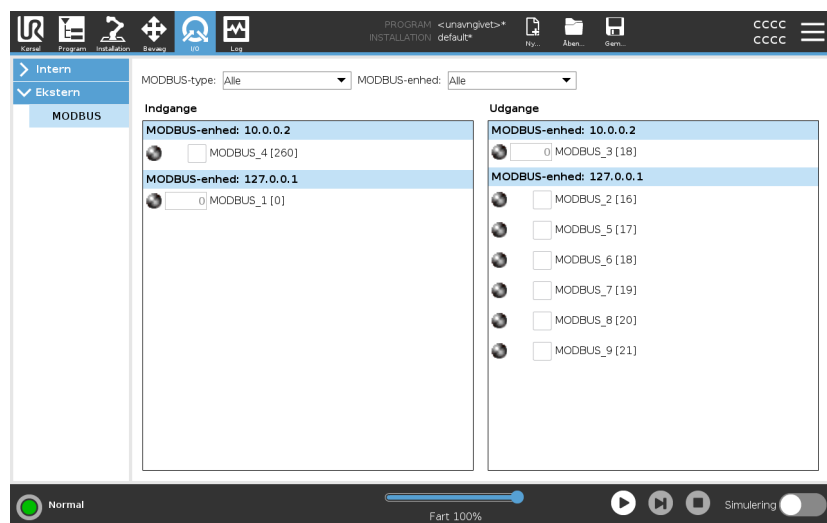 UR
Kørsel Program Installation Bevæg I/O Log
PROGRAM <unavngivet>*
INSTALLATION default*
Ny... Åben... Gem...
cccc
cccc
Intern
Ekstern
MODBUS
MODBUS-type: Alle MODBUS-enhed: Alle
Indgange
MODBUS-enhed: 10.0.0.2
MODBUS_4 [260]
MODBUS-enhed: 127.0.0.1
0 MODBUS_1 [0]
Udgange
MODBUS-enhed: 10.0.0.2
0 MODBUS_3 [18]
MODBUS-enhed: 127.0.0.1
MODBUS_2 [16]
MODBUS_5 [17]
MODBUS_6 [18]
MODBUS_7 [19]
MODBUS_8 [20]
MODBUS_9 [21]
Normal
Fart 100%
Simulering